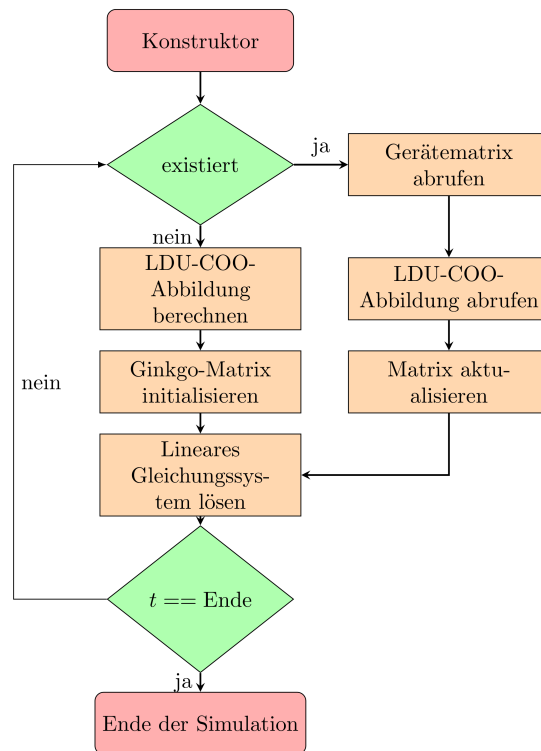 Konstruktor
existiert
ja
Gerätematrix
abrufen
nein
LDU-COO-
Abbildung
berechnen
LDU-COO-
Abbildung abrufen
Ginkgo-Matrix
initialisieren
Matrix aktu-
alisieren
nein
Lineares
Gleichungssys-
tem lösen
t == Ende
ja
Ende der Simulation